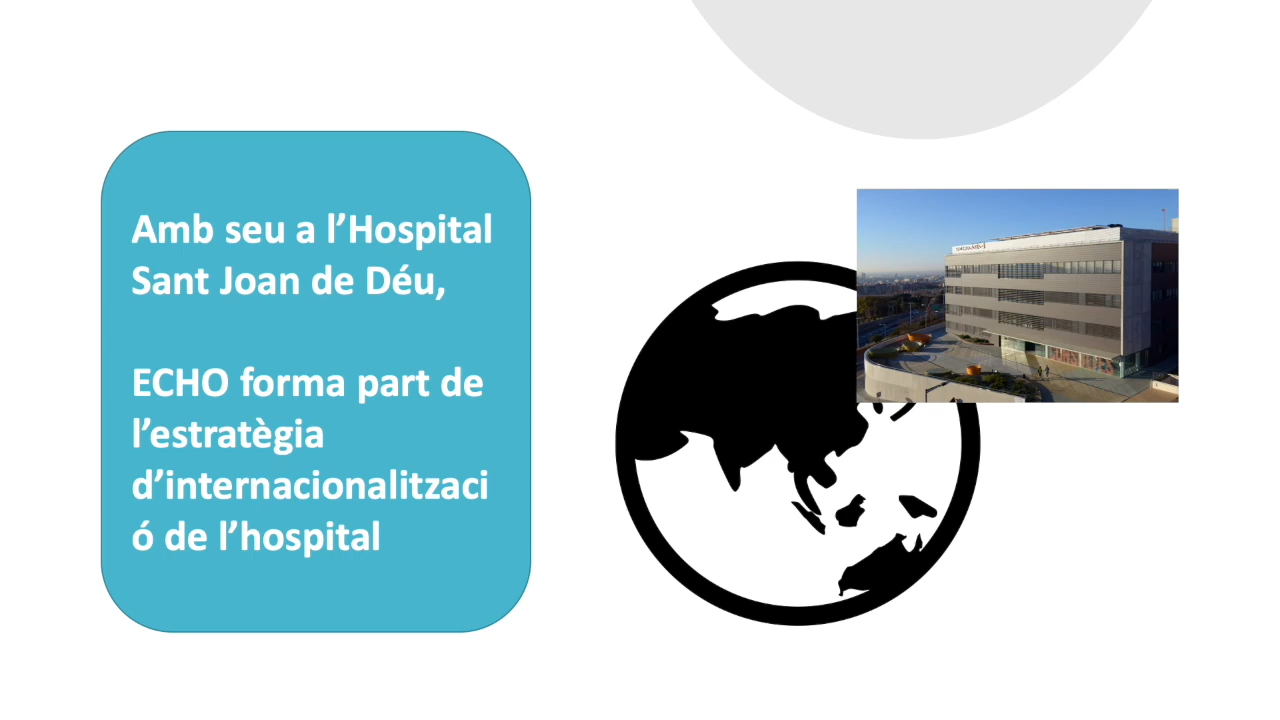 Amb seu a l’Hospital
Sant Joan de Déu,
ECHO forma part de
l’estratègia
d’internacionalitzaci
ó de l’hospital